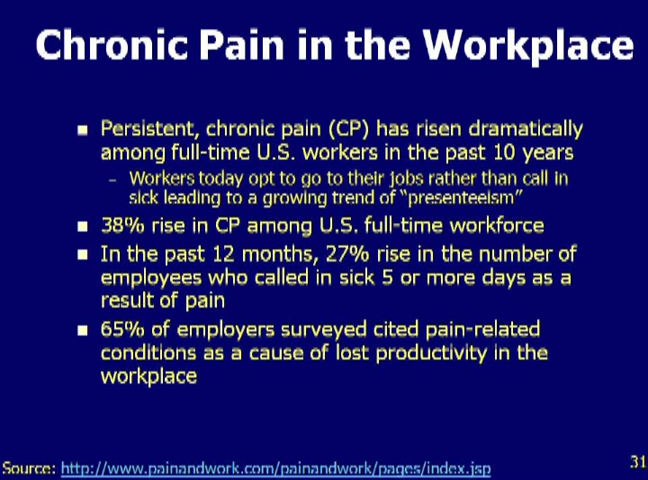 Chronic Pain in the Workplace
■ Persistent, chronic pain (CP) has risen dramatically
among full-time U.S. workers in the past 10 years
– Workers today opt to go to their jobs rather than call in
sick leading to a growing trend of “presenteeism”
■ 38% rise in CP among U.S. full-time workforce
■ In the past 12 months, 27% rise in the number of
employees who called in sick 5 or more days as a
result of pain
■ 65% of employers surveyed cited pain-related
conditions as a cause of lost productivity in the
workplace
31
Source: http://www.painandwork.com/painandwork/pages/index.jsp